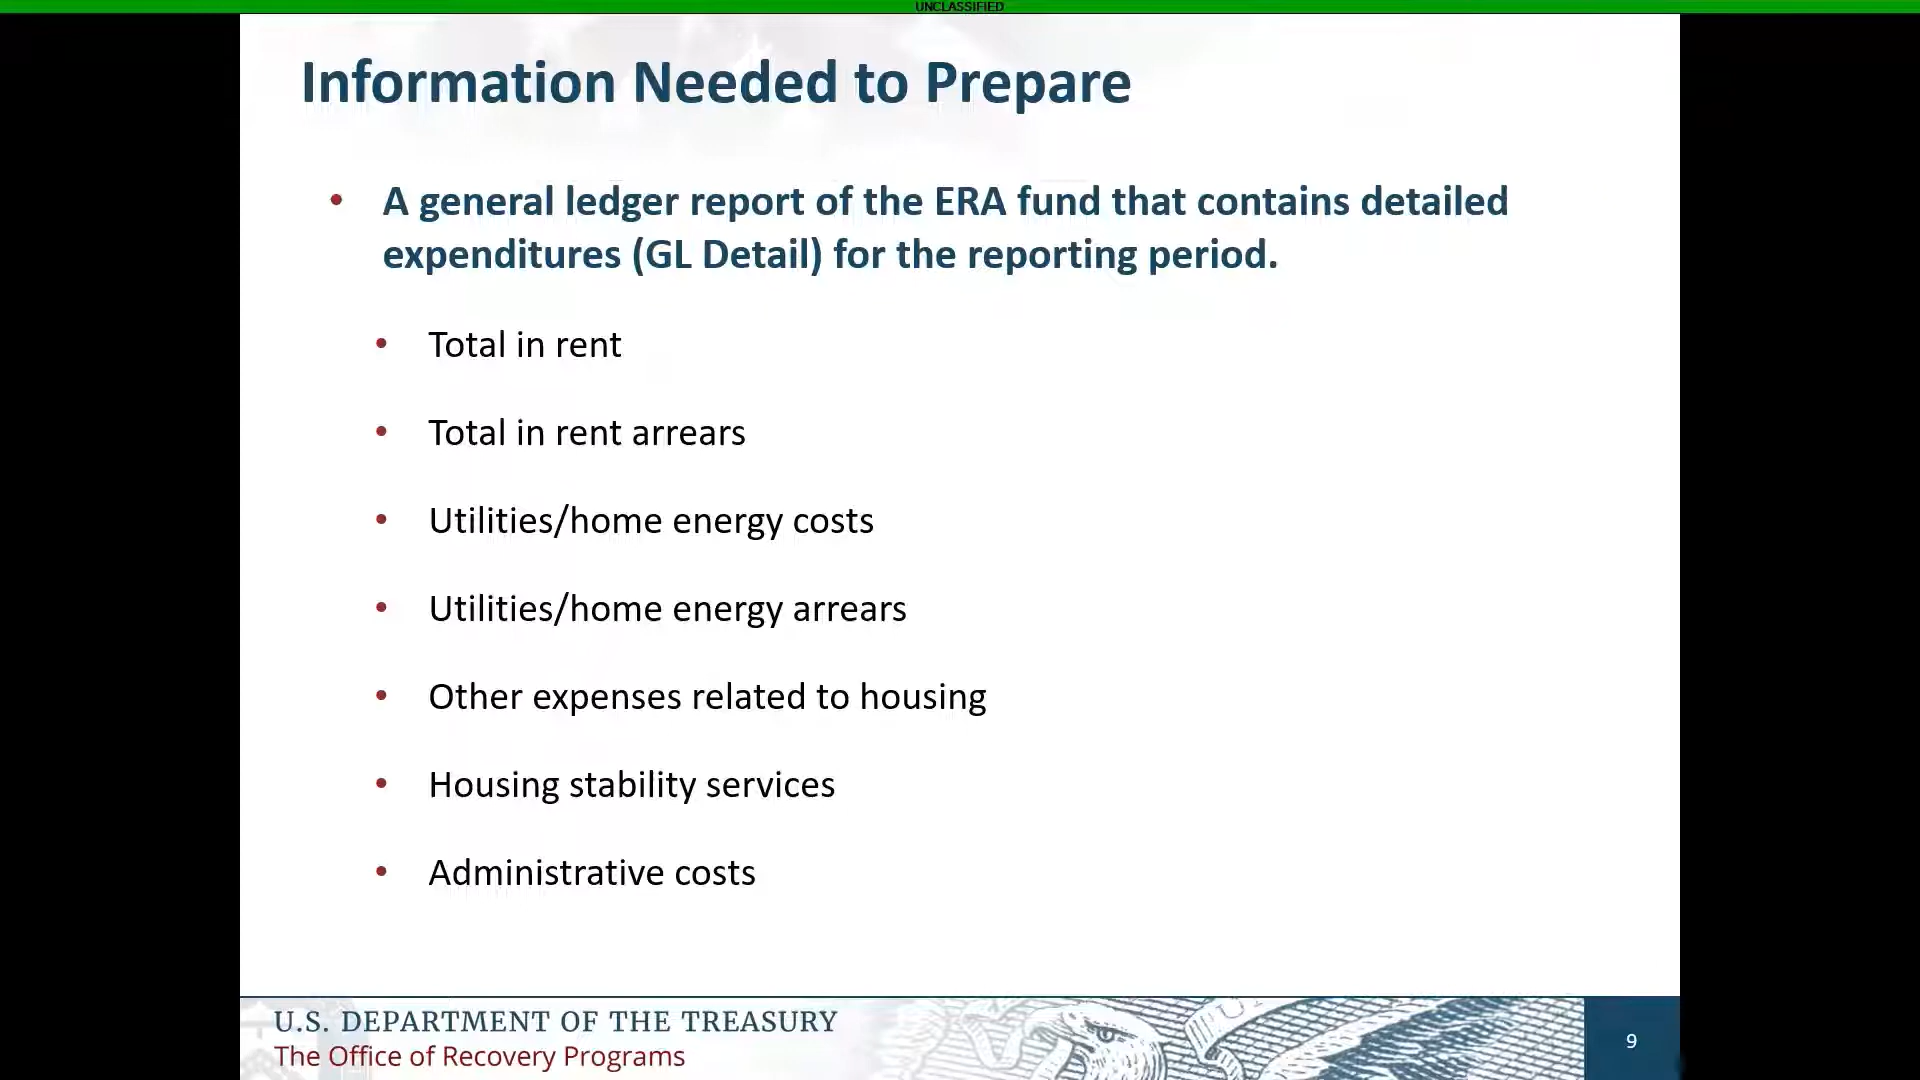 UNCLASSIFIED
Information Needed to Prepare
• A general ledger report of the ERA fund that contains detailed
expenditures (GL Detail) for the reporting period.
• Total in rent
• Total in rent arrears
• Utilities/home energy costs
• Utilities/home energy arrears
• Other expenses related to housing
• Housing stability services
• Administrative costs
U.S. DEPARTMENT OF THE TREASURY
The Office of Recovery Programs
9